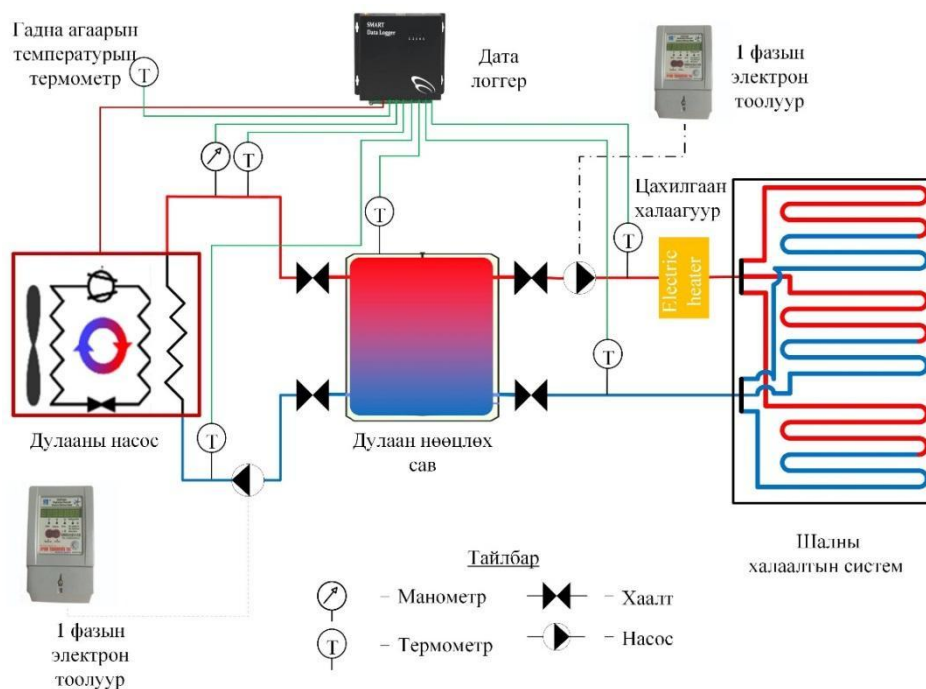 Гадна агаарын
температурын
термометр
T
SMART
Data Logger
Дата
логгер
1 фазын
электрон
тоолуур
T
T
Цахилгаан
халаагуур
T
T
Electric
heater
T
T
Дулааны насос
Дулаан нөөцлөх
сав
Шалны
халаалтын систем
1 фазын
электрон
тоолуур
Тайлбар
– Манометр
– Хаалт
T
– Термометр
– Насос